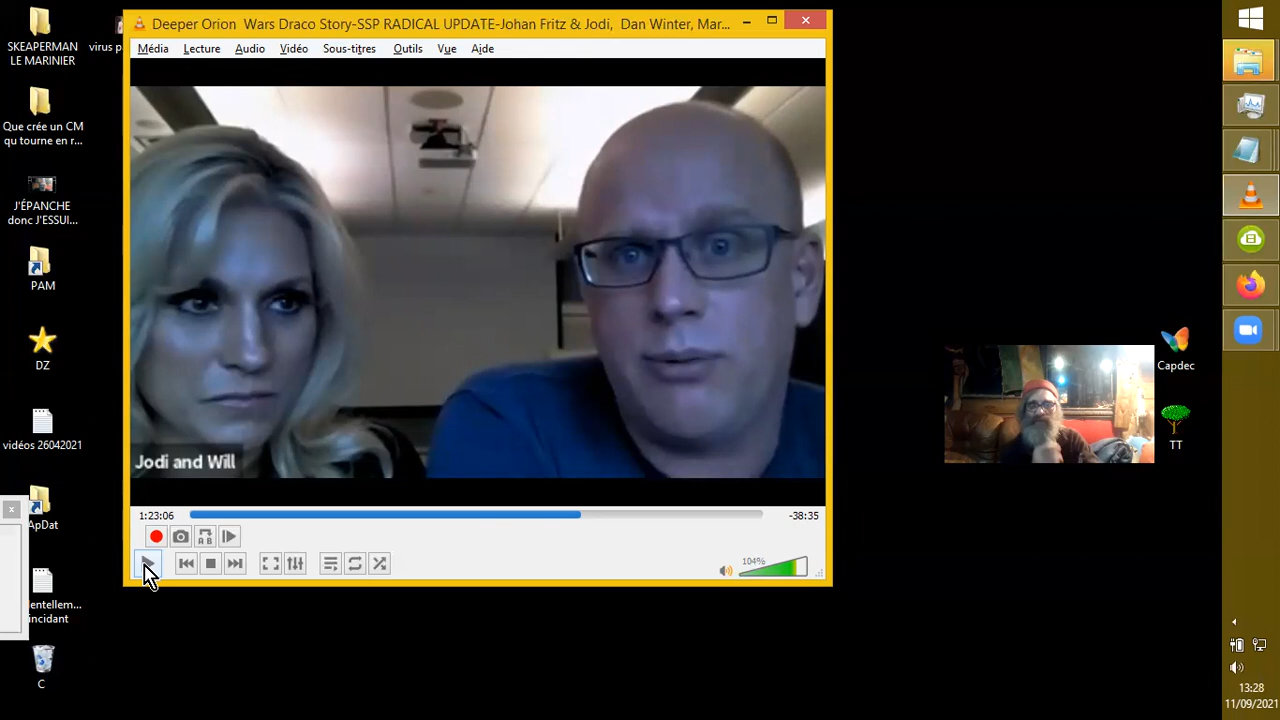 SKEAPERMAN
LE MARINIER
virus p
Que crée un CM
qu tourne en r...
J'ÉPANCHE
donc J'ESSUI...
PAM
DZ
vidéos 26042021
ApDat
entellem...
incidant
C
Deeper Orion Wars Draco Story-SSP RADICAL UPDATE-Johan Fritz & Jodi, Dan Winter, Mar...
Média Lecture Audio Vidéo Sous-titres Outils Vue Aide
Jodi and Will
1:23:06
-38:35
A B
104%
Capdec
TT
13:28
11/09/2021